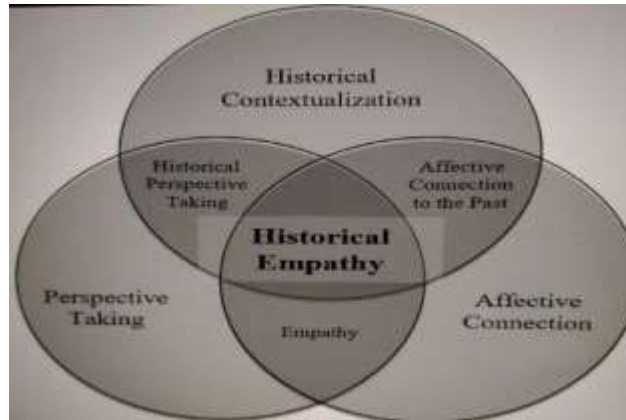 Historical
Contextualization
Historical
Perspective
Taking
Affective
Connection
to the Past
Historical
Empathy
Perspective
Taking
Affective
Connection
Empathy